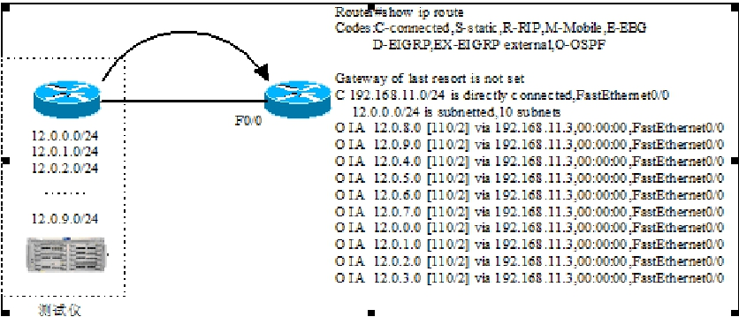 Router#show ip route
Codes:C-connected,S-static,R-RIP,M-Mobile,E-EBG
D-EIGRP,EX-EIGRP external,O-OSPF
Gateway of last resort is not set
C 192.168.11.0/24 is directly connected,FastEthernet0/0
12.0.0.0/24 is subnetted,10 subnets
O IA 12.0.8.0 [110/2] via 192.168.11.3,00:00:00,FastEthernet0/0
O IA 12.0.9.0 [110/2] via 192.168.11.3,00:00:00,FastEthernet0/0
O IA 12.0.4.0 [110/2] via 192.168.11.3,00:00:00,FastEthernet0/0
O IA 12.0.5.0 [110/2] via 192.168.11.3,00:00:00,FastEthernet0/0
O IA 12.0.6.0 [110/2] via 192.168.11.3,00:00:00,FastEthernet0/0
O IA 12.0.7.0 [110/2] via 192.168.11.3,00:00:00,FastEthernet0/0
O IA 12.0.0.0 [110/2] via 192.168.11.3,00:00:00,FastEthernet0/0
O IA 12.0.1.0 [110/2] via 192.168.11.3,00:00:00,FastEthernet0/0
O IA 12.0.2.0 [110/2] via 192.168.11.3,00:00:00,FastEthernet0/0
O IA 12.0.3.0 [110/2] via 192.168.11.3,00:00:00,FastEthernet0/0
F0/0
12.0.0.0/24
12.0.1.0/24
12.0.2.0/24
.......
12.0.9.0/24
测试仪